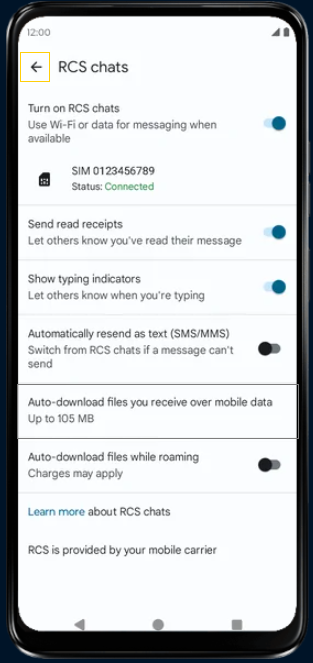 12:00
RCS chats
Turn on RCS chats
Use Wi-Fi or data for messaging when
available
SIM 0123456789
Status: Connected
Send read receipts
Let others know you've read their message
Show typing indicators
Let others know when you're typing
Automatically resend as text (SMS/MMS)
Switch from RCS chats if a message can't
send
Auto-download files you receive over mobile data
Up to 105 MB
Auto-download files while roaming
Charges may apply
Learn more about RCS chats
RCS is provided by your mobile carrier